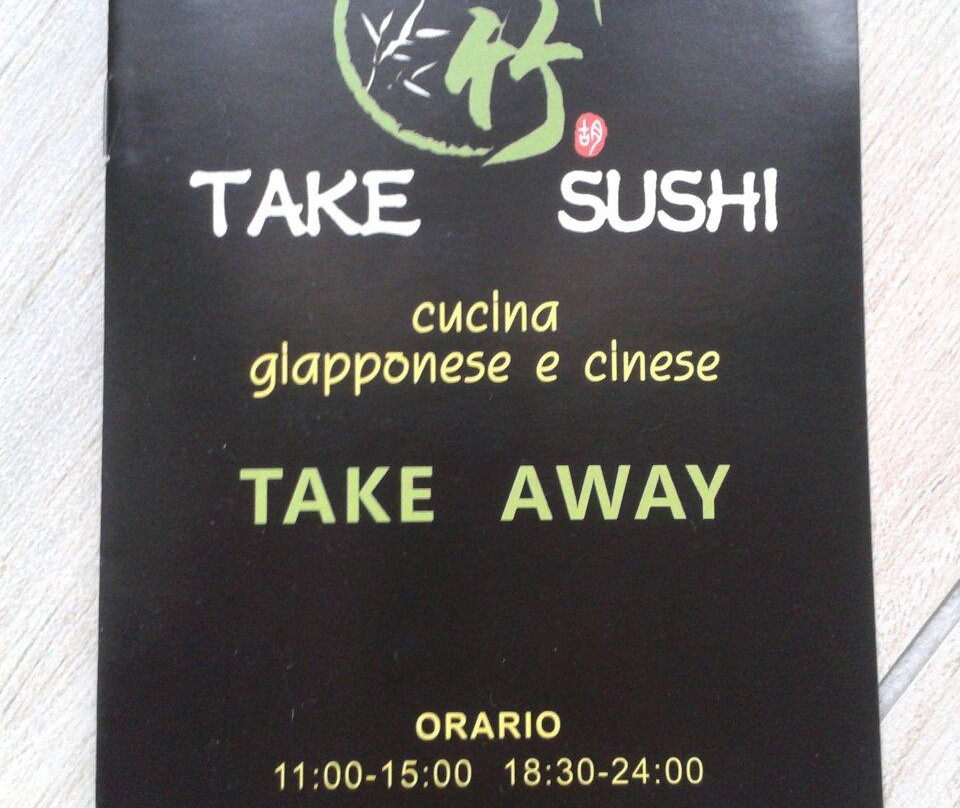 竹
胡
TAKE SUSHI
cucina
giapponese e cinese
TAKE AWAY
ORARIO
11:00-15:00 18:30-24:00